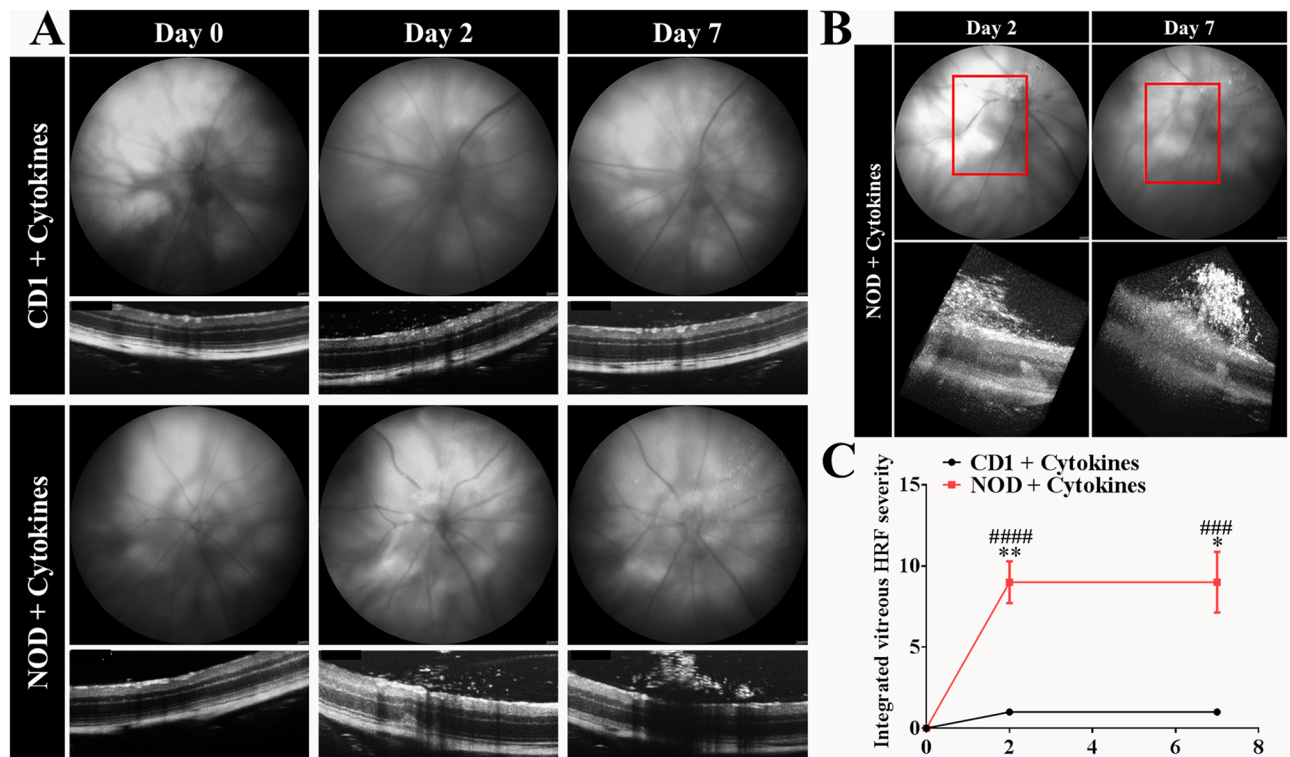 A
Day 0
Day 2
Day 7
CD1 + Cytokines
NOD + Cytokines
B
Day 2
Day 7
NOD + Cytokines
C
CD1 + Cytokines
NOD + Cytokines
Integrated vitreous HRF severity
15
10
5
0
####
**
###
*
0
2
4
6
8